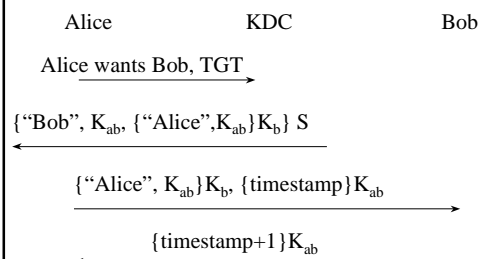 Alice KDC Bob
Alice wants Bob, TGT
{“Bob”, Kab, {“Alice”,Kab}Kb} S
{“Alice”, Kab}Kb, {timestamp}Kab
{timestamp+1}Kab